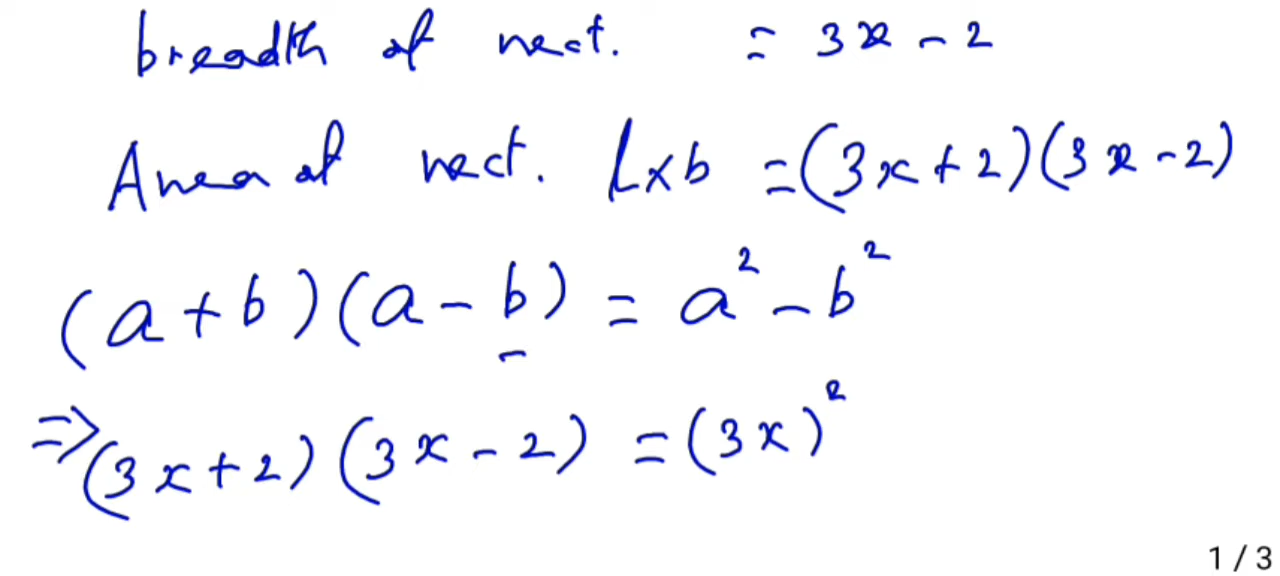 breadth of rect. = 3x - 2
Area of rect. L×b = (3x + 2)(3x - 2)
(a + b)(a - b) = a² - b²
⇒ (3x + 2)(3x - 2) = (3x)²
1 / 3